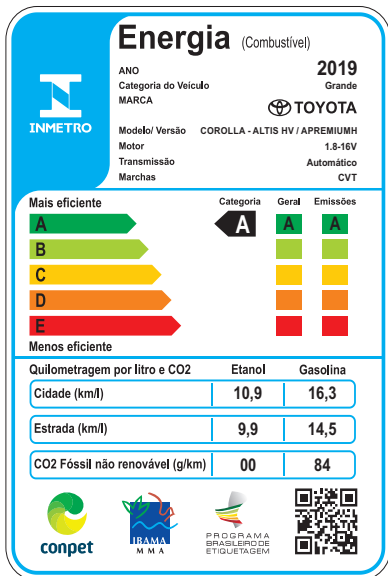 Energia (Combustível)
ANO 2019
Categoria do Veículo Grande
MARCA TOYOTA
INMETRO
Modelo/ Versão COROLLA - ALTIS HV / APREMIUMH
Motor 1.8-16V
Transmissão Automático
Marchas CVT
Mais eficiente Categoria Geral Emissões
A A A A
B
C
D
E
Menos eficiente
Quilometragem por litro e CO2 Etanol Gasolina
Cidade (km/l) 10,9 16,3
Estrada (km/l) 9,9 14,5
CO2 Fóssil não renovável (g/km) 00 84
conpet
IBAMA
MMA
PROGRAMA
BRASILEIRO DE
ETIQUETAGEM